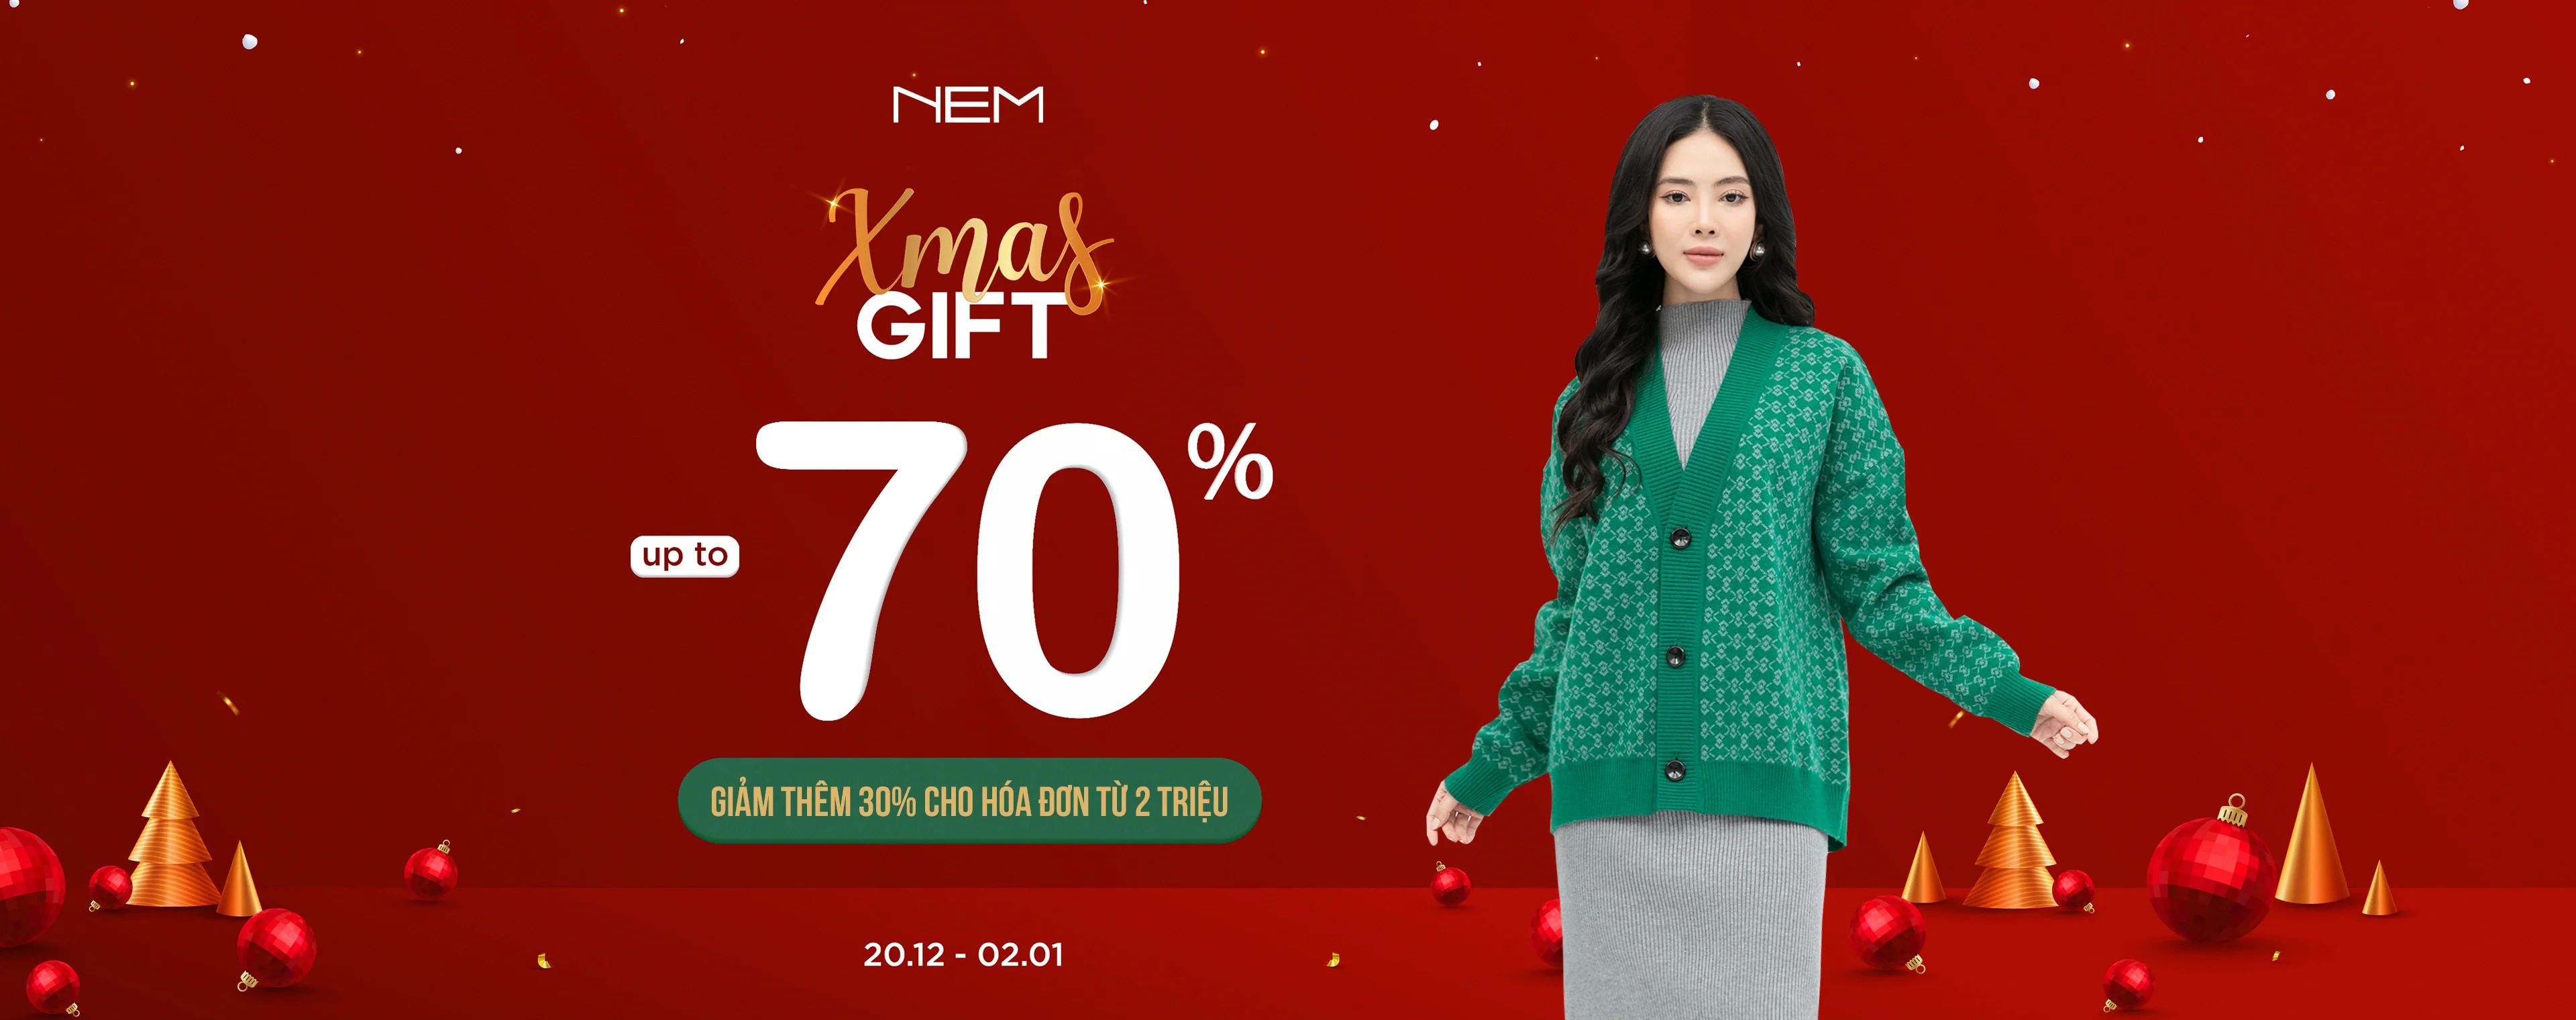 NEM
Xmas
GIFT
up to
-70%
GIẢM THÊM 30% CHO HÓA ĐƠN TỪ 2 TRIỆU
20.12 - 02.01